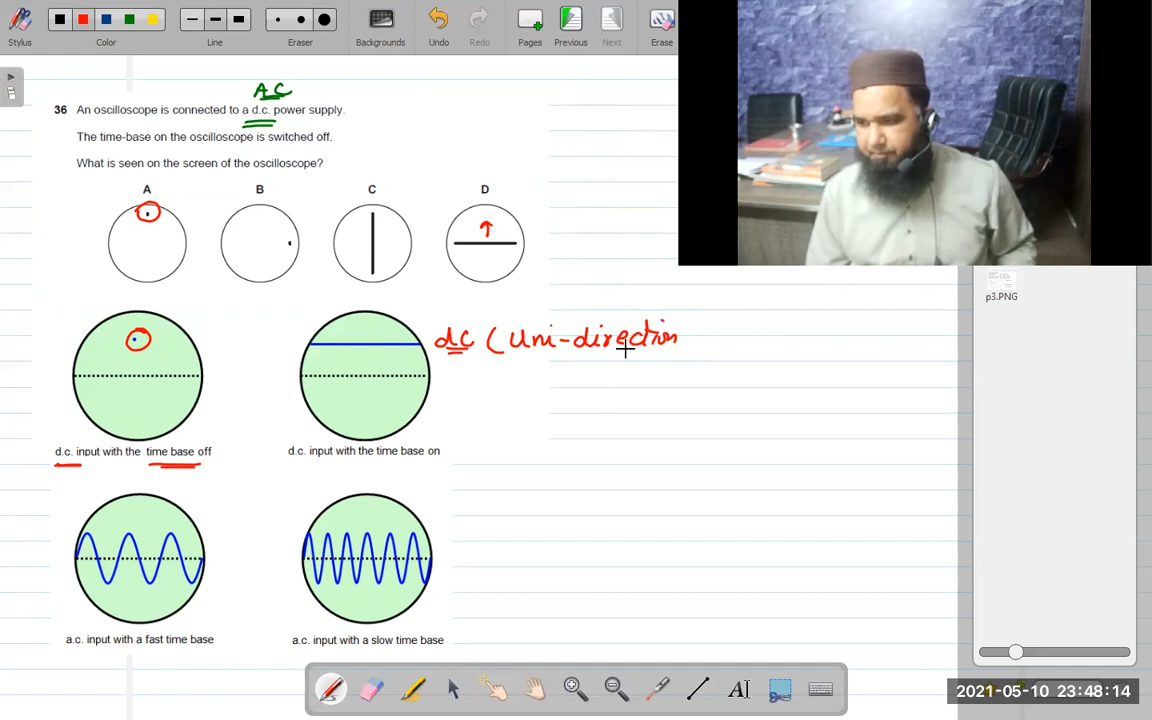 Stylus
Color
Line
Eraser
Backgrounds
Undo
Redo
Pages
Previous
Next
Erase
AC
36 An oscilloscope is connected to a d.c. power supply.
The time-base on the oscilloscope is switched off.
What is seen on the screen of the oscilloscope?
A B C D
p3.PNG
dC ( Uni-direction
d.c. input with the time base off
d.c. input with the time base on
a.c. input with a fast time base
a.c. input with a slow time base
2021-05-10 23:48:14